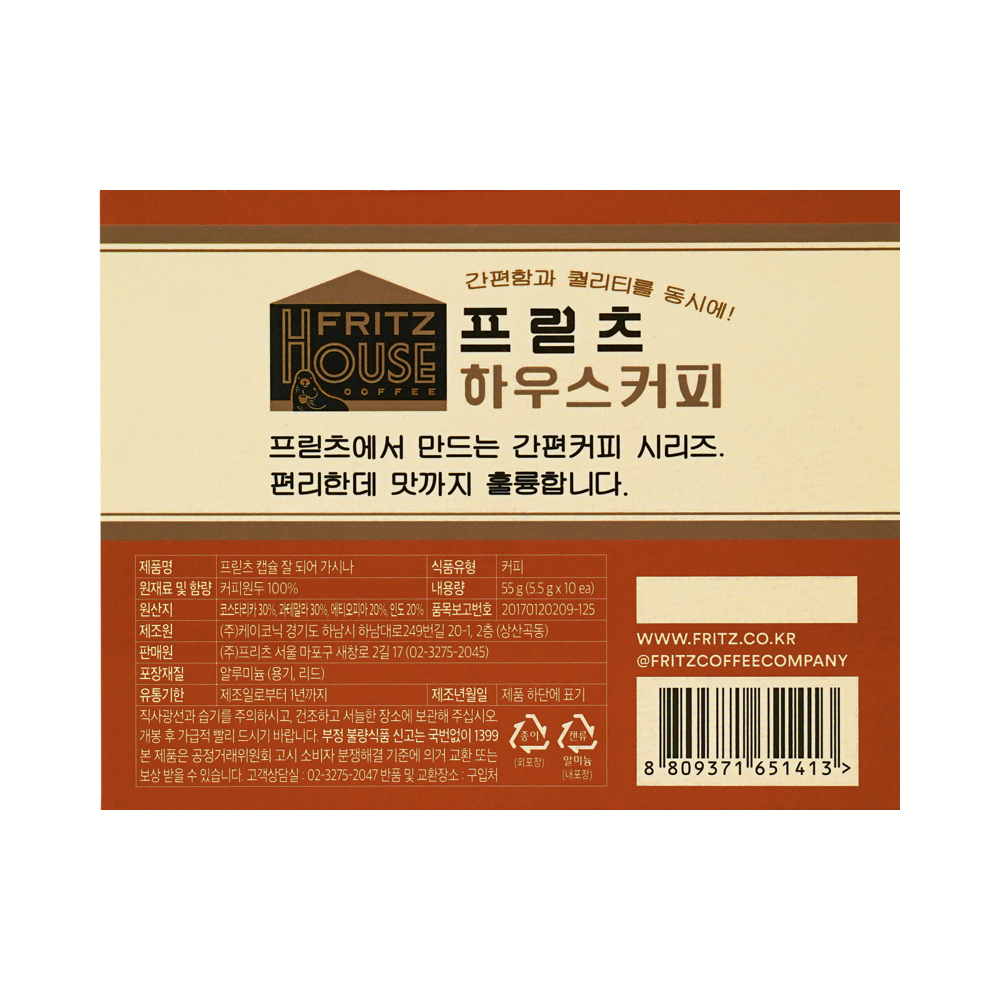 간편함과 퀄리티를 동시에!
FRITZ
HOUSE
COFFEE
프릳츠
하우스커피
프릳츠에서 만드는 간편커피 시리즈.
편리한데 맛까지 훌륭합니다.
제품명 프릳츠 캡슐 잘 되어 가시나 식품유형 커피
원재료 및 함량 커피원두 100% 내용량 55 g (5.5 g x 10 ea)
원산지 코스타리카 30%, 과테말라 30%, 에티오피아 20%, 인도 20% 품목보고번호 20170120209-125
제조원 (주)케이코닉 경기도 하남시 하남대로249번길 20-1, 2층 (상산곡동)
판매원 (주)프리츠 서울 마포구 새창로 2길 17 (02-3275-2045)
포장재질 알루미늄 (용기, 리드)
유통기한 제조일로부터 1년까지 제조년월일 제품 하단에 표기
직사광선과 습기를 주의하시고, 건조하고 서늘한 장소에 보관해 주십시오.
개봉 후 가급적 빨리 드시기 바랍니다. 부정 불량식품 신고는 국번없이 1399
본 제품은 공정거래위원회 고시 소비자 분쟁해결 기준에 의거 교환 또는
보상 받을 수 있습니다. 고객상담실 : 02-3275-2047 반품 및 교환장소 : 구입처
종이
(외포장)
캔류
알미늄
(내포장)
WWW.FRITZ.CO.KR
@FRITZCOFFEECOMPANY
8 809371 651413 >